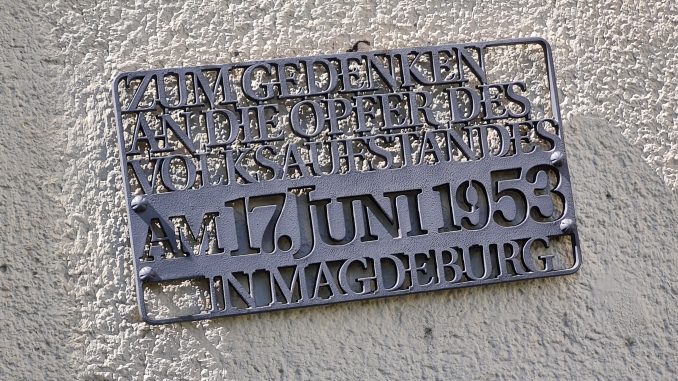 ZUM GEDENKEN
AN DIE OPFER DES
VOLKSAUFSTANDES
AM 17. JUNI 1953
IN MAGDEBURG